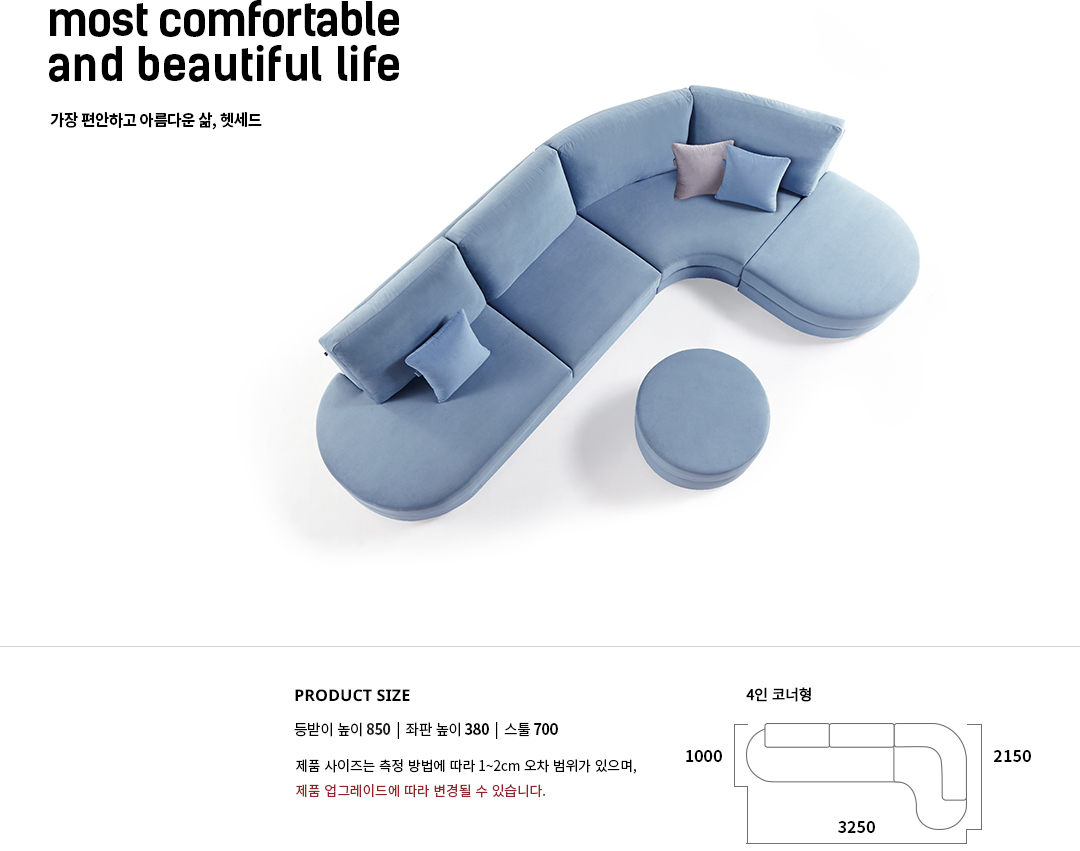 most comfortable
and beautiful life
가장 편안하고 아름다운 삶, 헷세드
PRODUCT SIZE
등받이 높이 850 | 좌판 높이 380 | 스툴 700
제품 사이즈는 측정 방법에 따라 1~2cm 오차 범위가 있으며,
제품 업그레이드에 따라 변경될 수 있습니다.
4인 코너형
1000
2150
3250